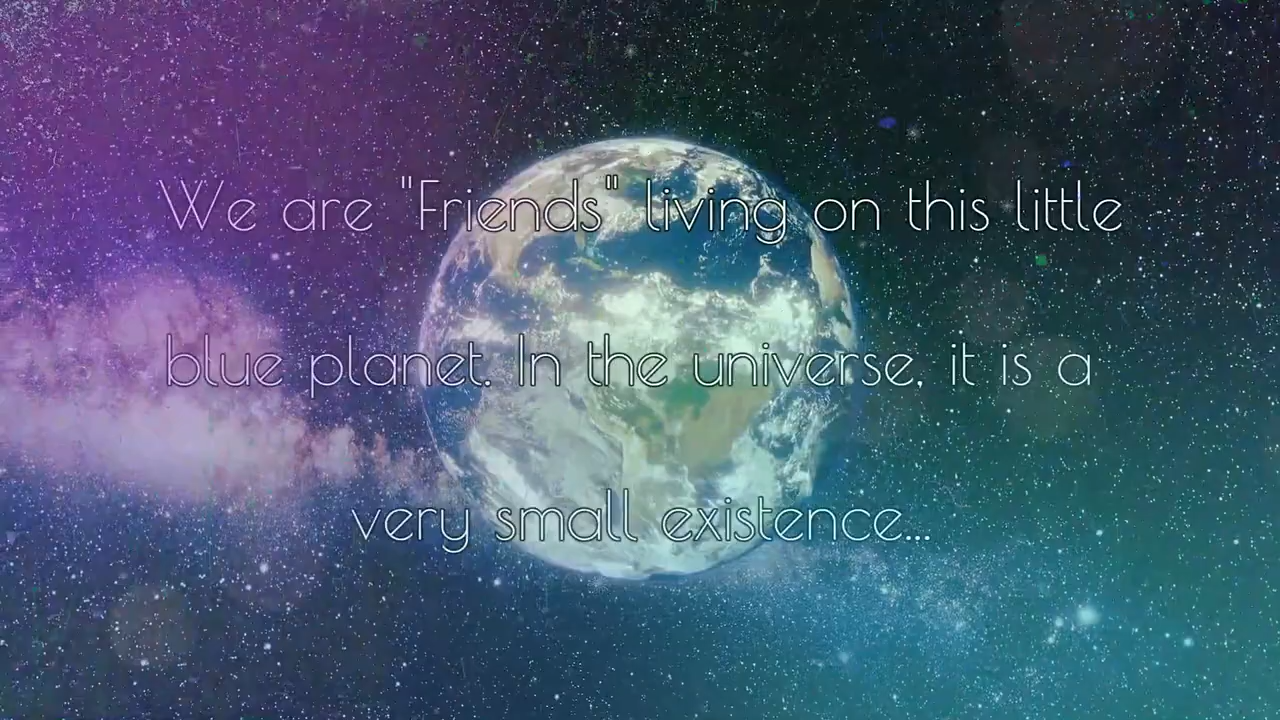 We are "Friends" living on this little
blue planet. In the universe, it is a
very small existence...